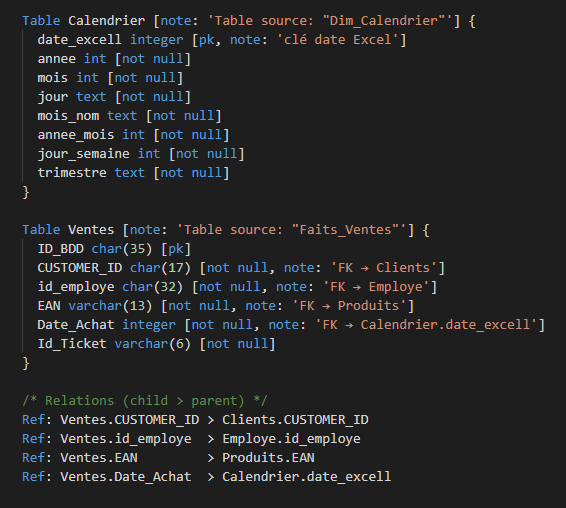 Table Calendrier [note: 'Table source: "Dim_Calendrier"'] {
  date_excell integer [pk, note: 'clé date Excel']
  annee int [not null]
  mois int [not null]
  jour text [not null]
  mois_nom text [not null]
  annee_mois int [not null]
  jour_semaine int [not null]
  trimestre text [not null]
}

Table Ventes [note: 'Table source: "Faits_Ventes"'] {
  ID_BDD char(35) [pk]
  CUSTOMER_ID char(17) [not null, note: 'FK → Clients']
  id_employe char(32) [not null, note: 'FK → Employe']
  EAN varchar(13) [not null, note: 'FK → Produits']
  Date_Achat integer [not null, note: 'FK → Calendrier.date_excell']
  Id_Ticket varchar(6) [not null]
}

/* Relations (child > parent) */
Ref: Ventes.CUSTOMER_ID > Clients.CUSTOMER_ID
Ref: Ventes.id_employe  > Employe.id_employe
Ref: Ventes.EAN         > Produits.EAN
Ref: Ventes.Date_Achat  > Calendrier.date_excell